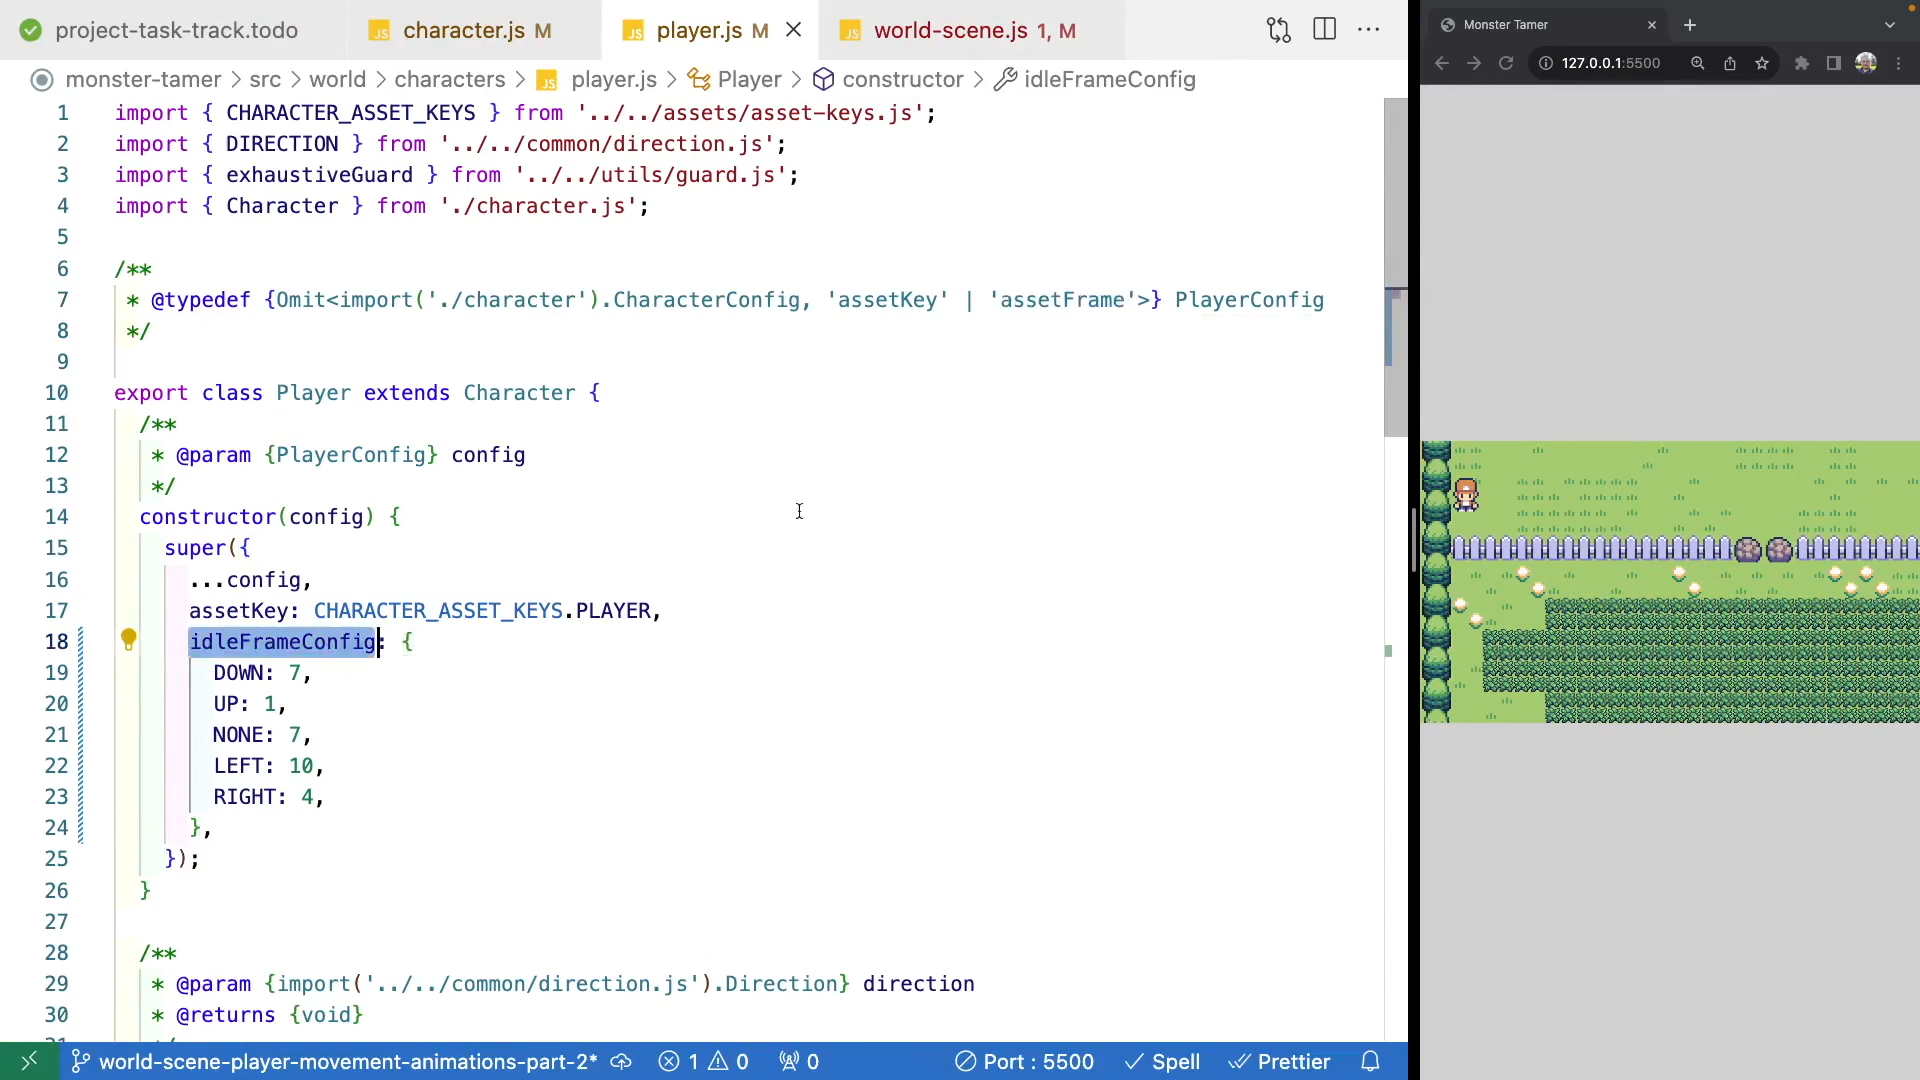 project-task-track.todo
JS character.js M
JS player.js M
JS world-scene.js 1, M
monster-tamer > src > world > characters > JS player.js > Player > constructor > idleFrameConfig
1 import { CHARACTER_ASSET_KEYS } from '../../assets/asset-keys.js';
2 import { DIRECTION } from '../../common/direction.js';
3 import { exhaustiveGuard } from '../../utils/guard.js';
4 import { Character } from './character.js';
5
6 /**
7 * @typedef {Omit<import('./character').CharacterConfig, 'assetKey' | 'assetFrame'>} PlayerConfig
8 */
9
10 export class Player extends Character {
11 /**
12 * @param {PlayerConfig} config
13 */
14 constructor(config) {
15 super({
16 ...config,
17 assetKey: CHARACTER_ASSET_KEYS.PLAYER,
18 idleFrameConfig: {
19 DOWN: 7,
20 UP: 1,
21 NONE: 7,
22 LEFT: 10,
23 RIGHT: 4,
24 },
25 });
26 }
27
28 /**
29 * @param {import('../../common/direction.js').Direction} direction
30 * @returns {void}
world-scene-player-movement-animations-part-2* 1 0 0 Port : 5500 Spell Prettier
Monster Tamer
127.0.0.1:5500